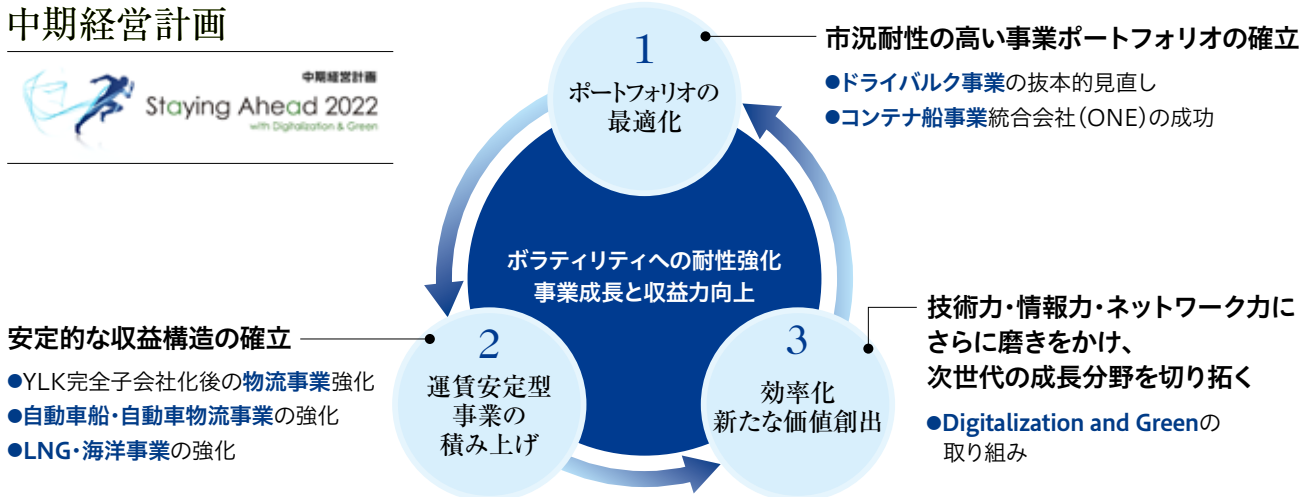 中期経営計画
中期経営計画
Staying Ahead 2022
with Digitalization & Green
1
ポートフォリオの
最適化
市況耐性の高い事業ポートフォリオの確立
●ドライバルク事業の抜本的見直し
●コンテナ船事業統合会社(ONE)の成功
ボラティリティへの耐性強化
事業成長と収益力向上
安定的な収益構造の確立
●YLK完全子会社化後の物流事業強化
●自動車船・自動車物流事業の強化
●LNG・海洋事業の強化
2
運賃安定型
事業の
積み上げ
3
効率化
新たな価値創出
技術力・情報力・ネットワーク力に
さらに磨きをかけ、
次世代の成長分野を切り拓く
●Digitalization and Greenの
取り組み